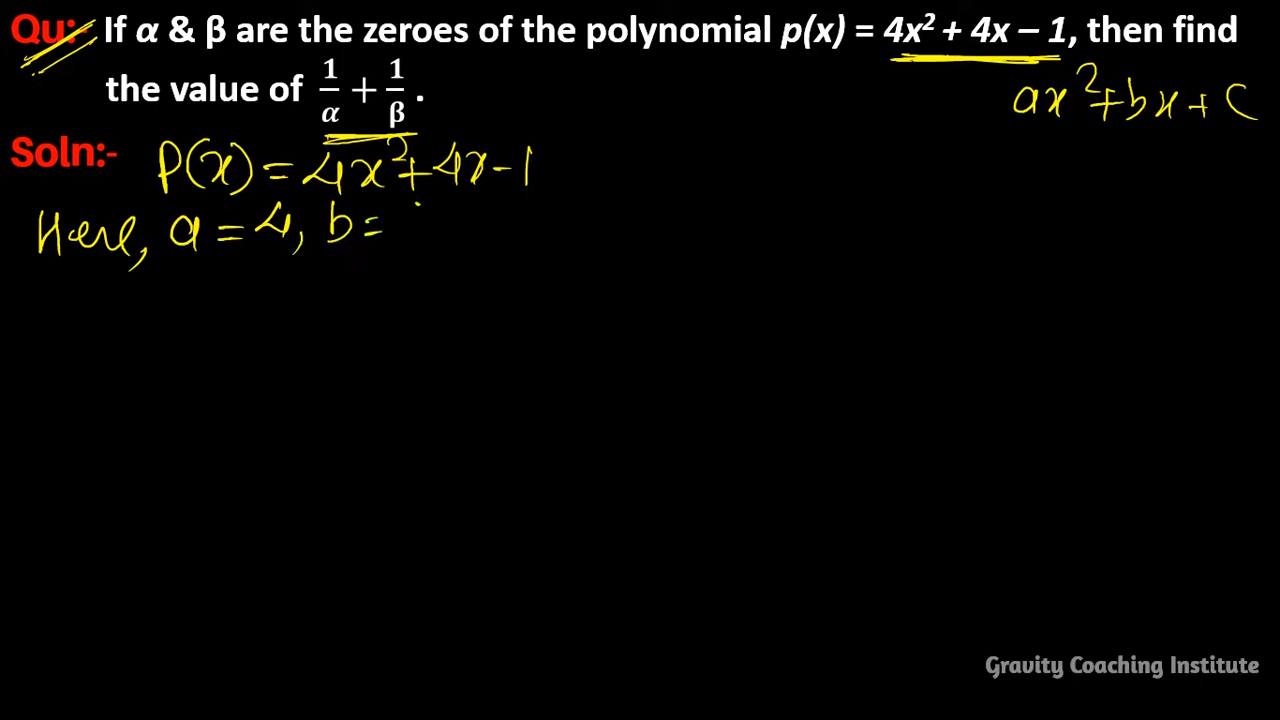 Qu:- If α & β are the zeroes of the polynomial p(x) = 4x² + 4x – 1, then find
the value of 1/α + 1/β .
ax² + bx + c
Soln:- P(x) = 4x² + 4x - 1
Here, a = 4, b =
Gravity Coaching Institute